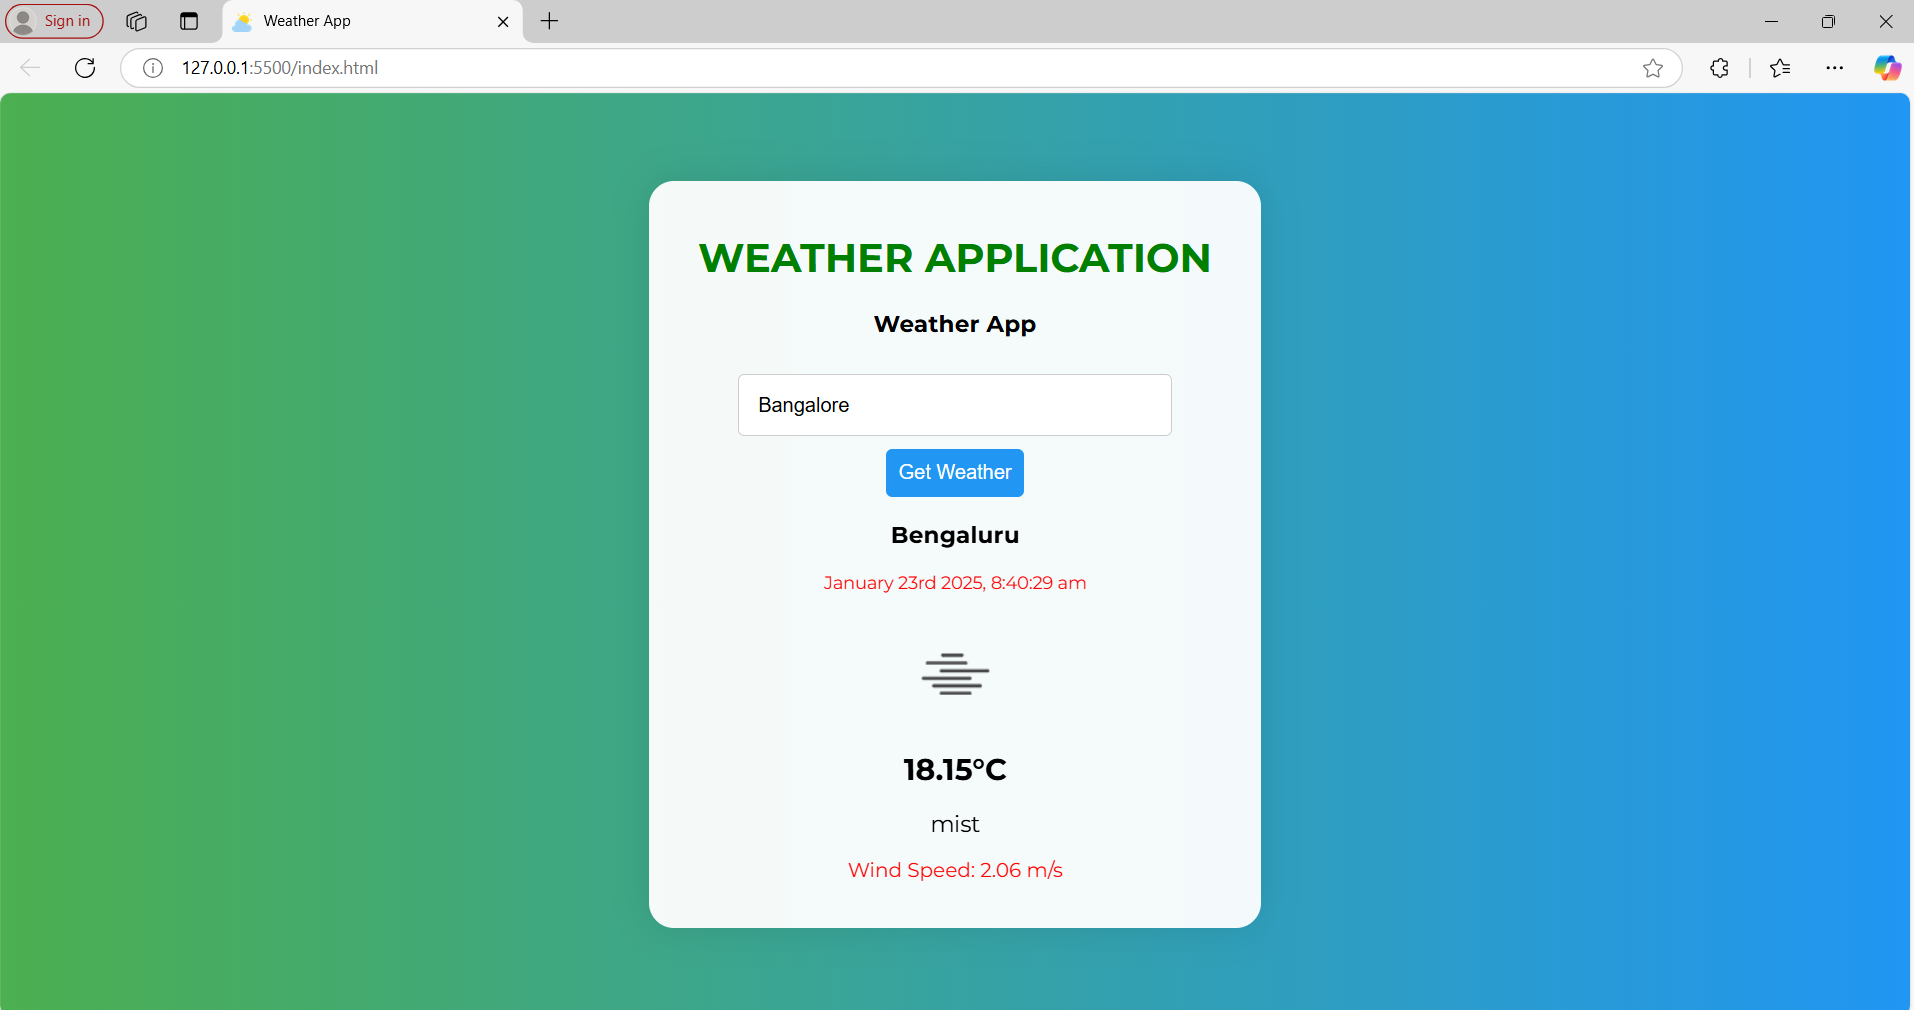 Sign in
Weather App
127.0.0.1:5500/index.html
WEATHER APPLICATION
Weather App
Bangalore
Get Weather
Bengaluru
January 23rd 2025, 8:40:29 am
18.15°C
mist
Wind Speed: 2.06 m/s